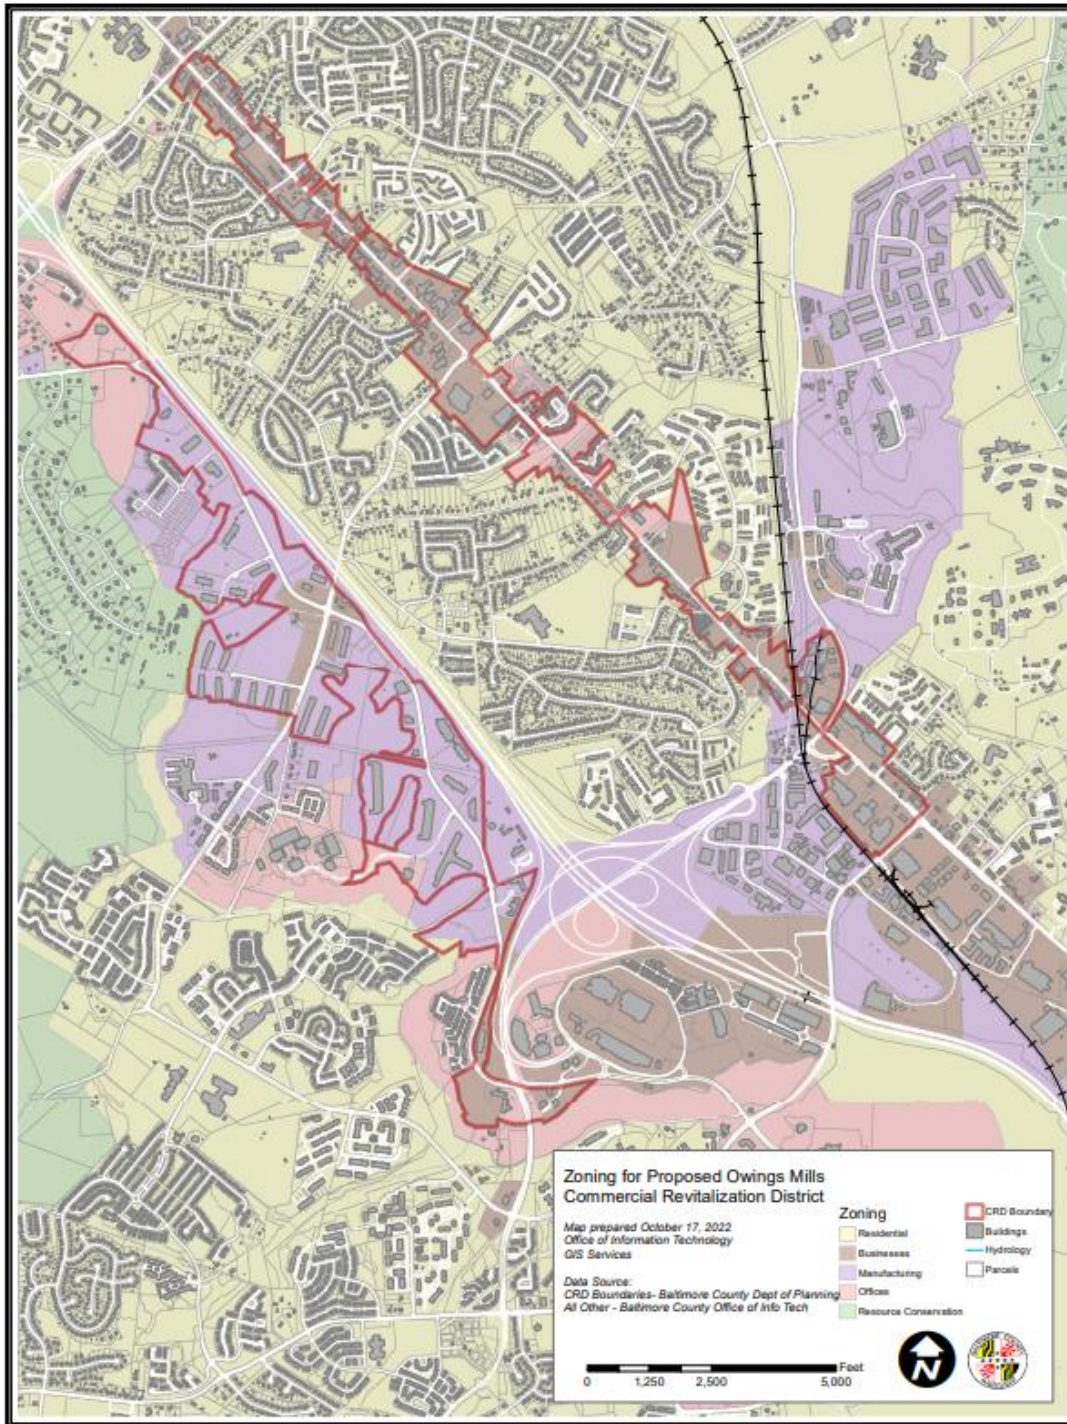 Zoning for Proposed Owings Mills
Commercial Revitalization District
Map prepared October 17, 2022
Office of Information Technology
GIS Services
Data Source:
CRD Boundaries- Baltimore County Dept of Planning
All Other - Baltimore County Office of Info Tech
Zoning
Residential
Businesses
Manufacturing
Offices
Resource Conservation
CRD Boundary
Buildings
Hydrology
Parcels
Feet
0 1,250 2,500 5,000
N